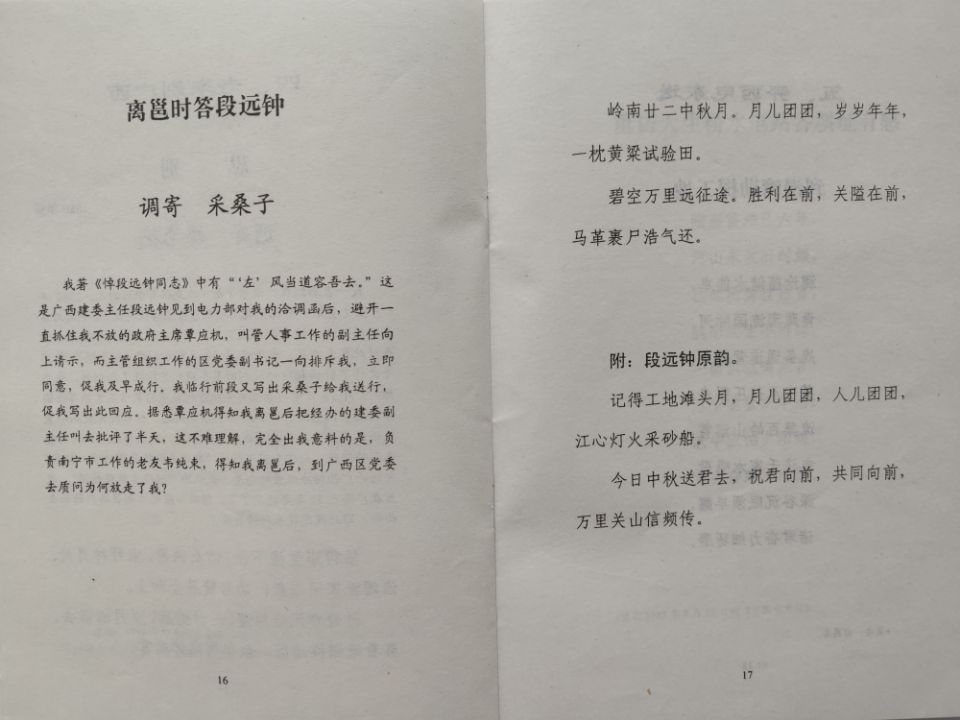 离邕时答段远钟
调寄 采桑子
我著《悼段远钟同志》中有“‘左’风当道容吾去。”这
是广西建委主任段远钟见到电力部对我的洽调函后，避开一
直抓住我不放的政府主席覃应机，叫管人事工作的副主任向
上请示，而主管组织工作的区党委副书记一向排斥我，立即
同意，促我及早成行。我临行前段又写出采桑子给我送行，
促我写出此回应。据悉覃应机得知我离邕后把经办的建委副
主任叫去批评了半天，这不难理解，完全出我意料的是，负
责南宁市工作的老友韦纯束，得知我离邕后，到广西区党委
去质问为何放走了我？
16
岭南廿二中秋月。月儿团团，岁岁年年，
一枕黄粱试验田。
碧空万里远征途。胜利在前，关隘在前，
马革裹尸浩气还。
附：段远钟原韵。
记得工地滩头月，月儿团团，人儿团团，
江心灯火采砂船。
今日中秋送君去，祝君向前，共同向前，
万里关山信频传。
17